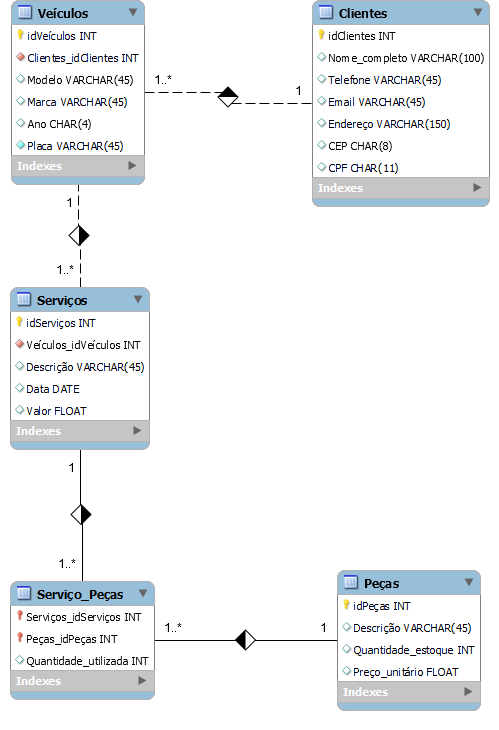 Veículos
idVeículos INT
Clientes_idClientes INT
Modelo VARCHAR(45)
Marca VARCHAR(45)
Ano CHAR(4)
Placa VARCHAR(45)
Indexes
Clientes
idClientes INT
Nome_completo VARCHAR(100)
Telefone VARCHAR(45)
Email VARCHAR(45)
Endereço VARCHAR(150)
CEP CHAR(8)
CPF CHAR(11)
Indexes
1..*
1
1
1..*
Serviços
idServiços INT
Veículos_idVeículos INT
Descrição VARCHAR(45)
Data DATE
Valor FLOAT
Indexes
1
1..*
Serviço_Peças
Serviços_idServiços INT
Peças_idPeças INT
Quantidade_utilizada INT
Indexes
1..*
1
Peças
idPeças INT
Descrição VARCHAR(45)
Quantidade_estoque INT
Preço_unitário FLOAT
Indexes